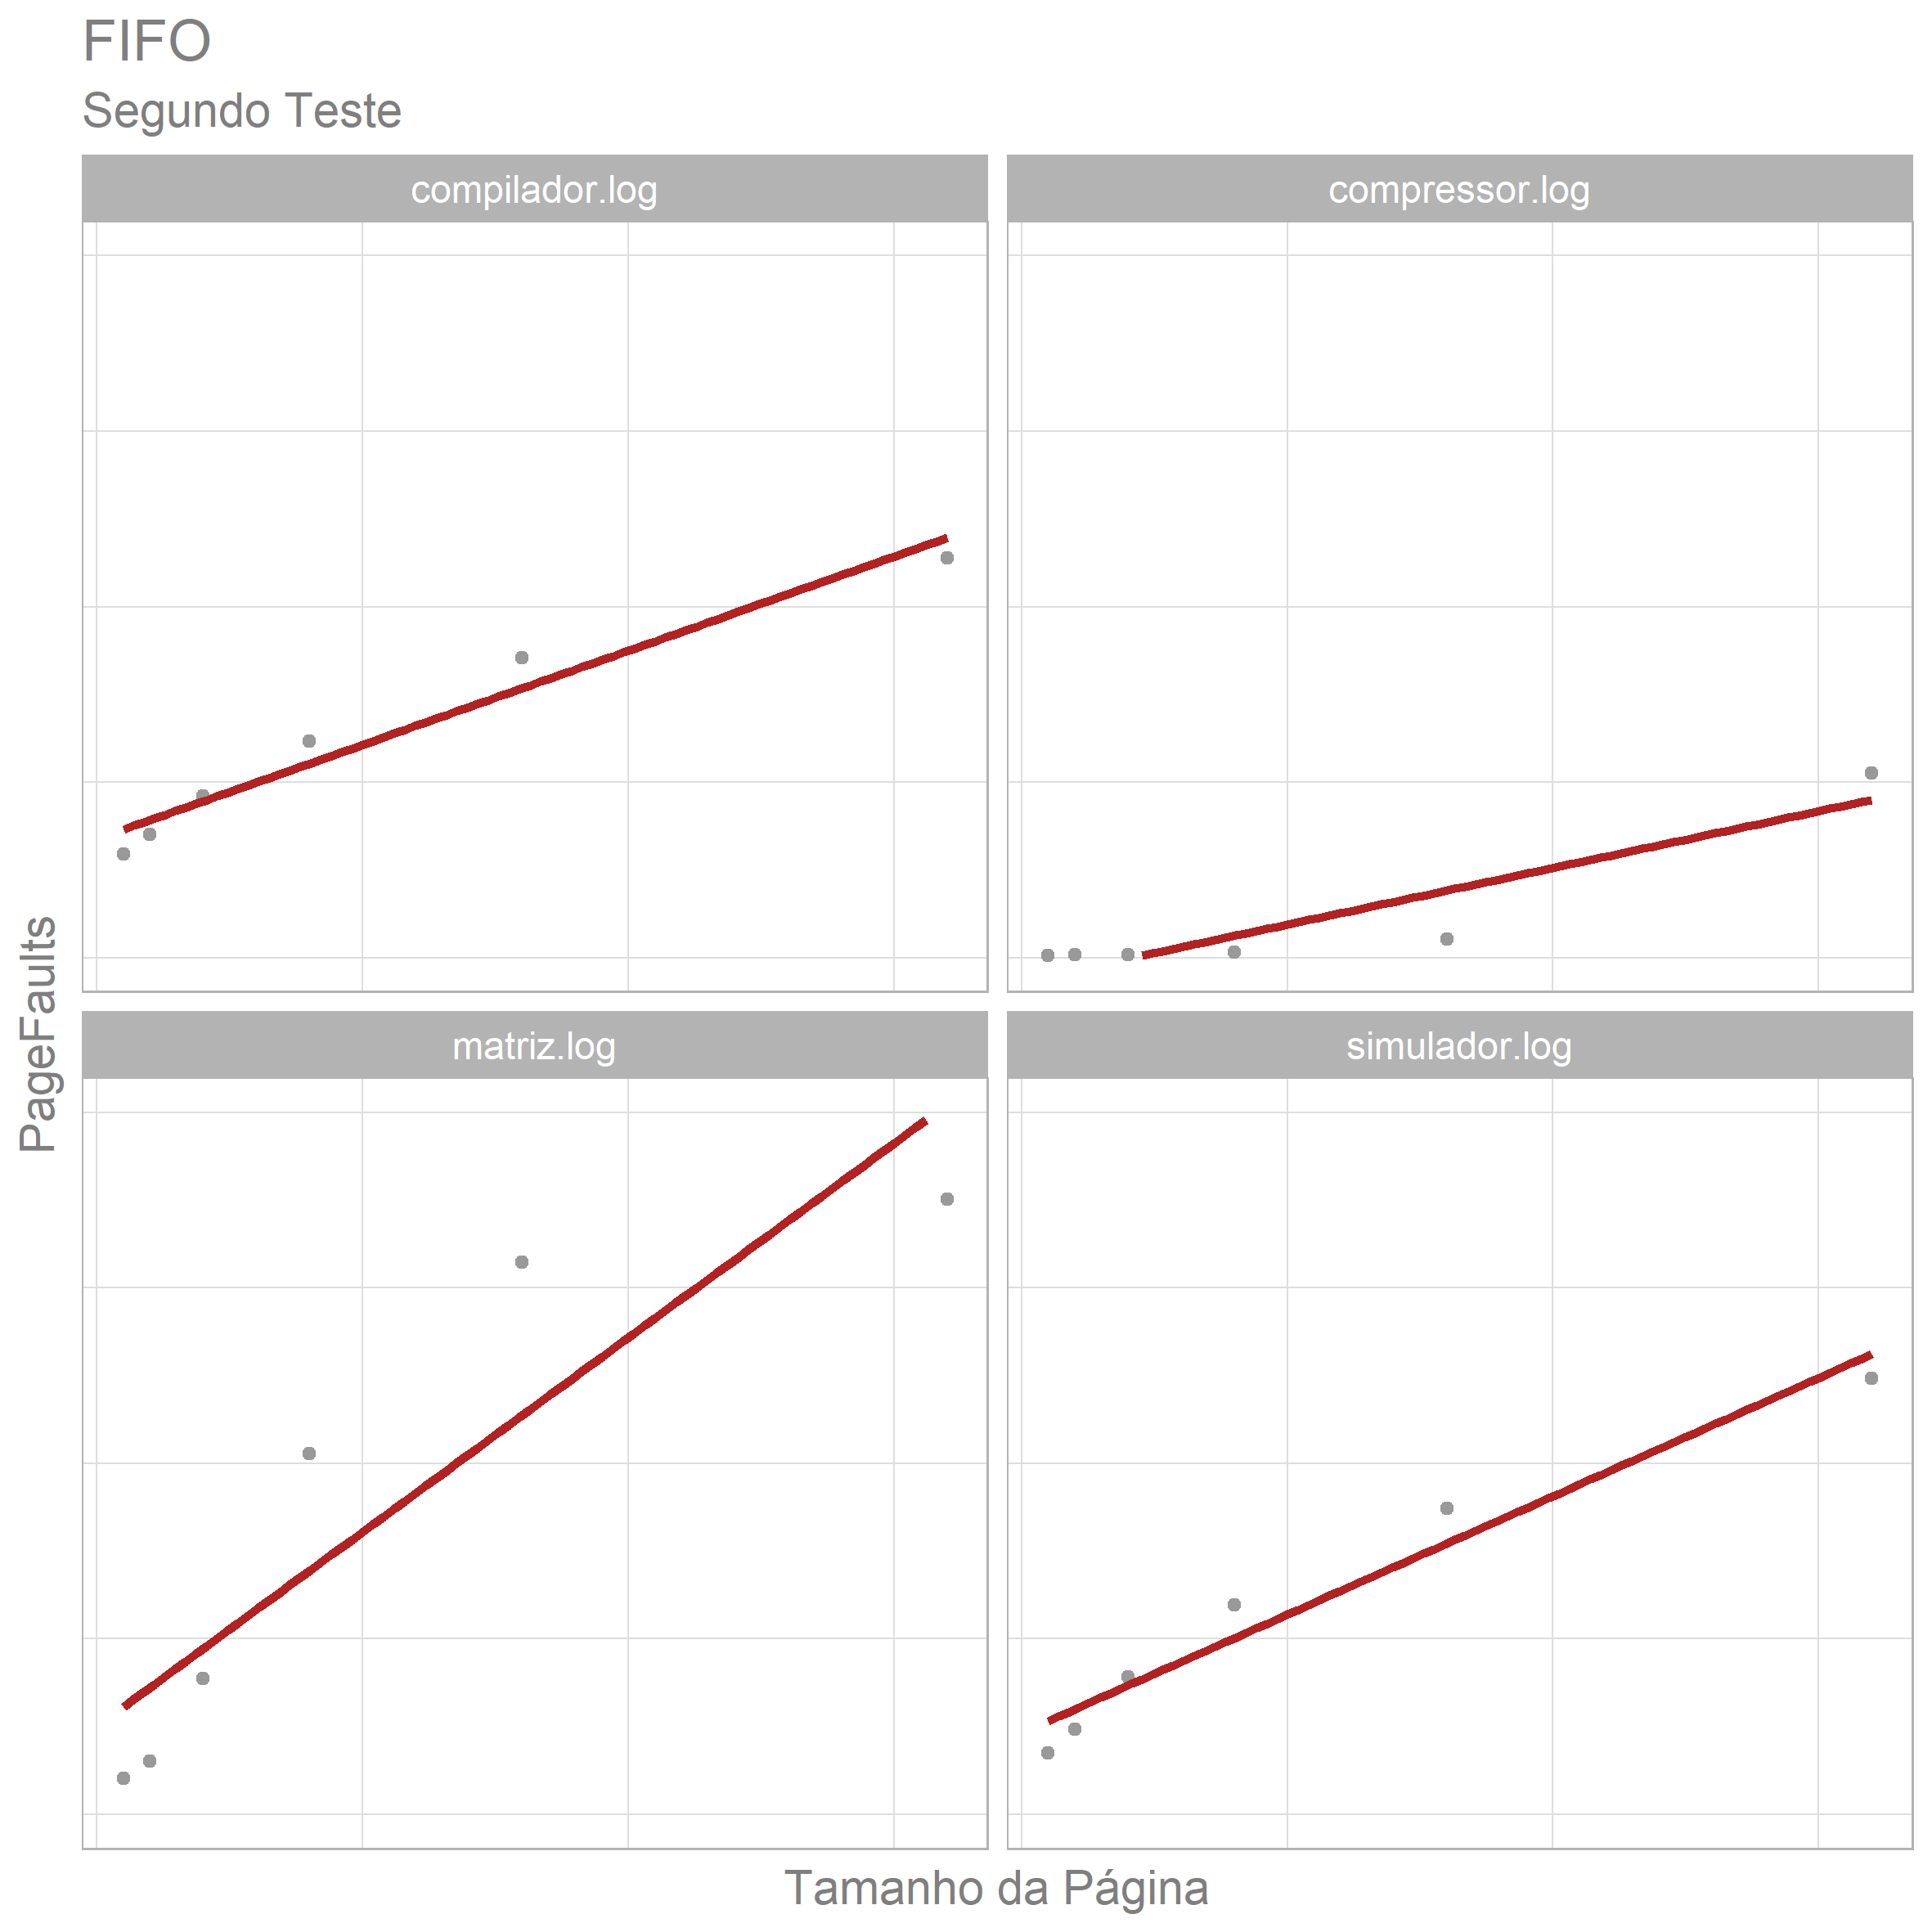 FIFO
Segundo Teste
compilador.log
compressor.log
PageFaults
matriz.log
simulador.log
Tamanho da Página